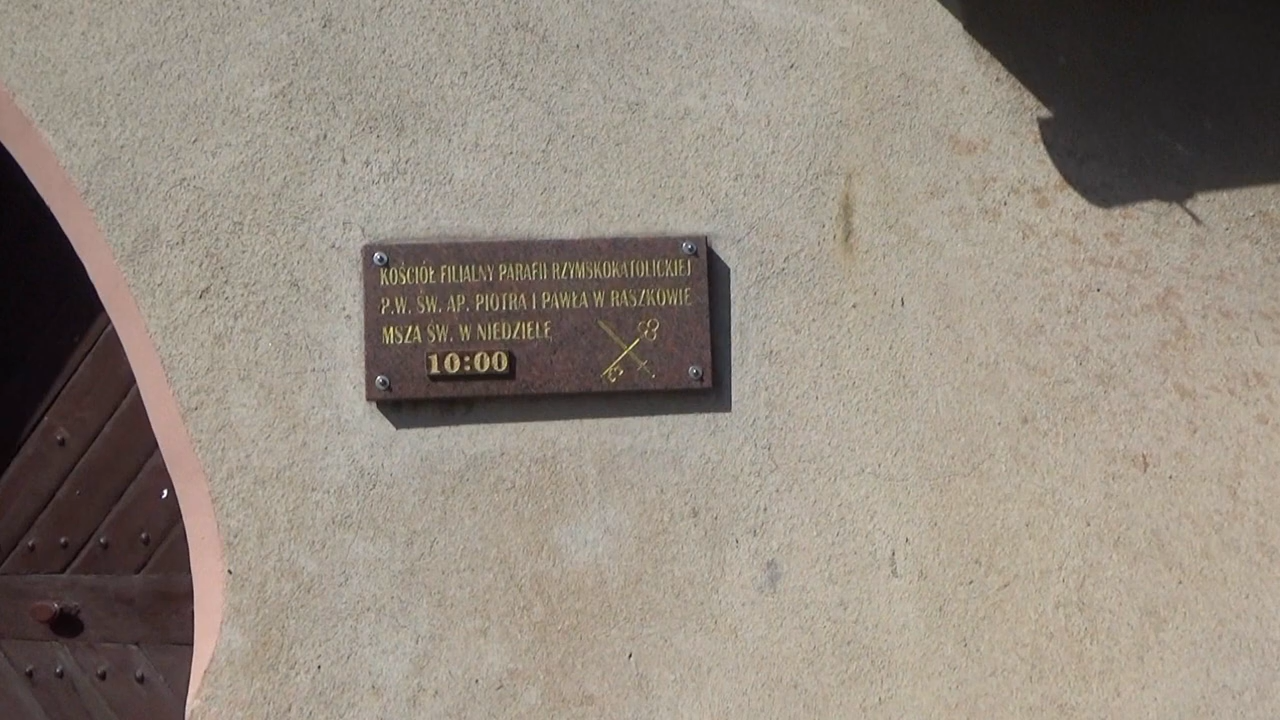 KOŚCIÓŁ FILIALNY PARAFII RZYMSKOKATOLICKIEJ
P.W. ŚW. AP. PIOTRA I PAWŁA W RASZKOWIE
MSZA ŚW. W NIEDZIELĘ
10:00